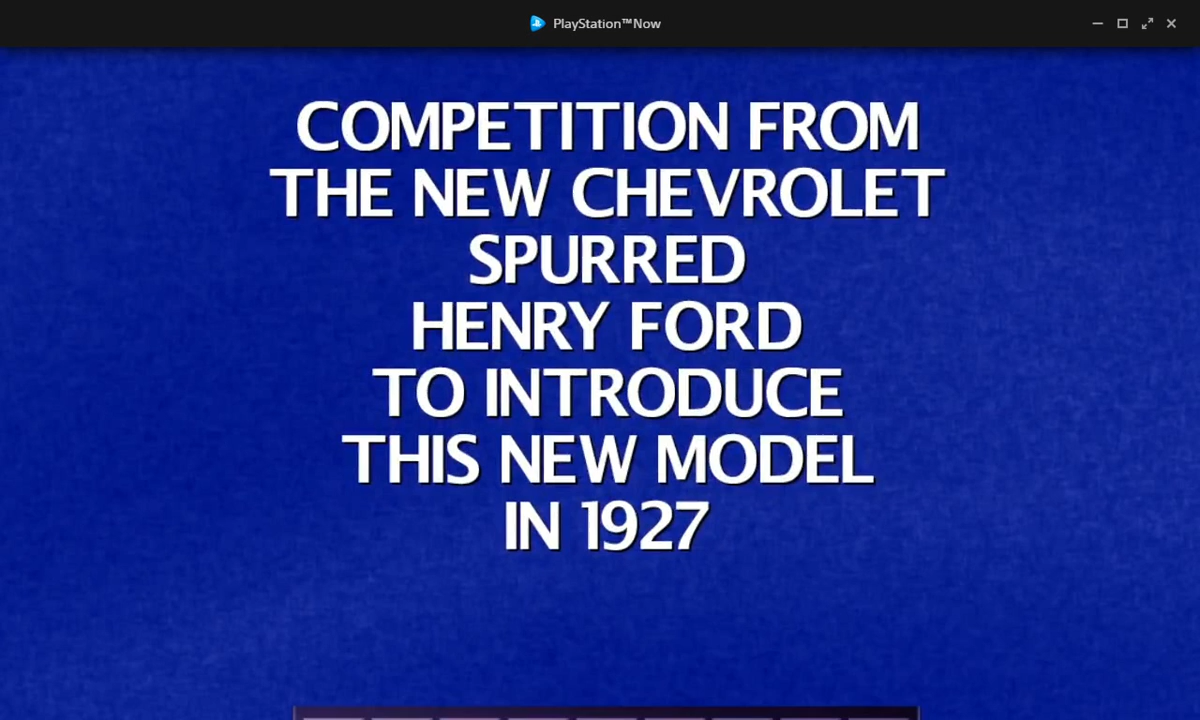 PlayStation™Now
COMPETITION FROM
THE NEW CHEVROLET
SPURRED
HENRY FORD
TO INTRODUCE
THIS NEW MODEL
IN 1927